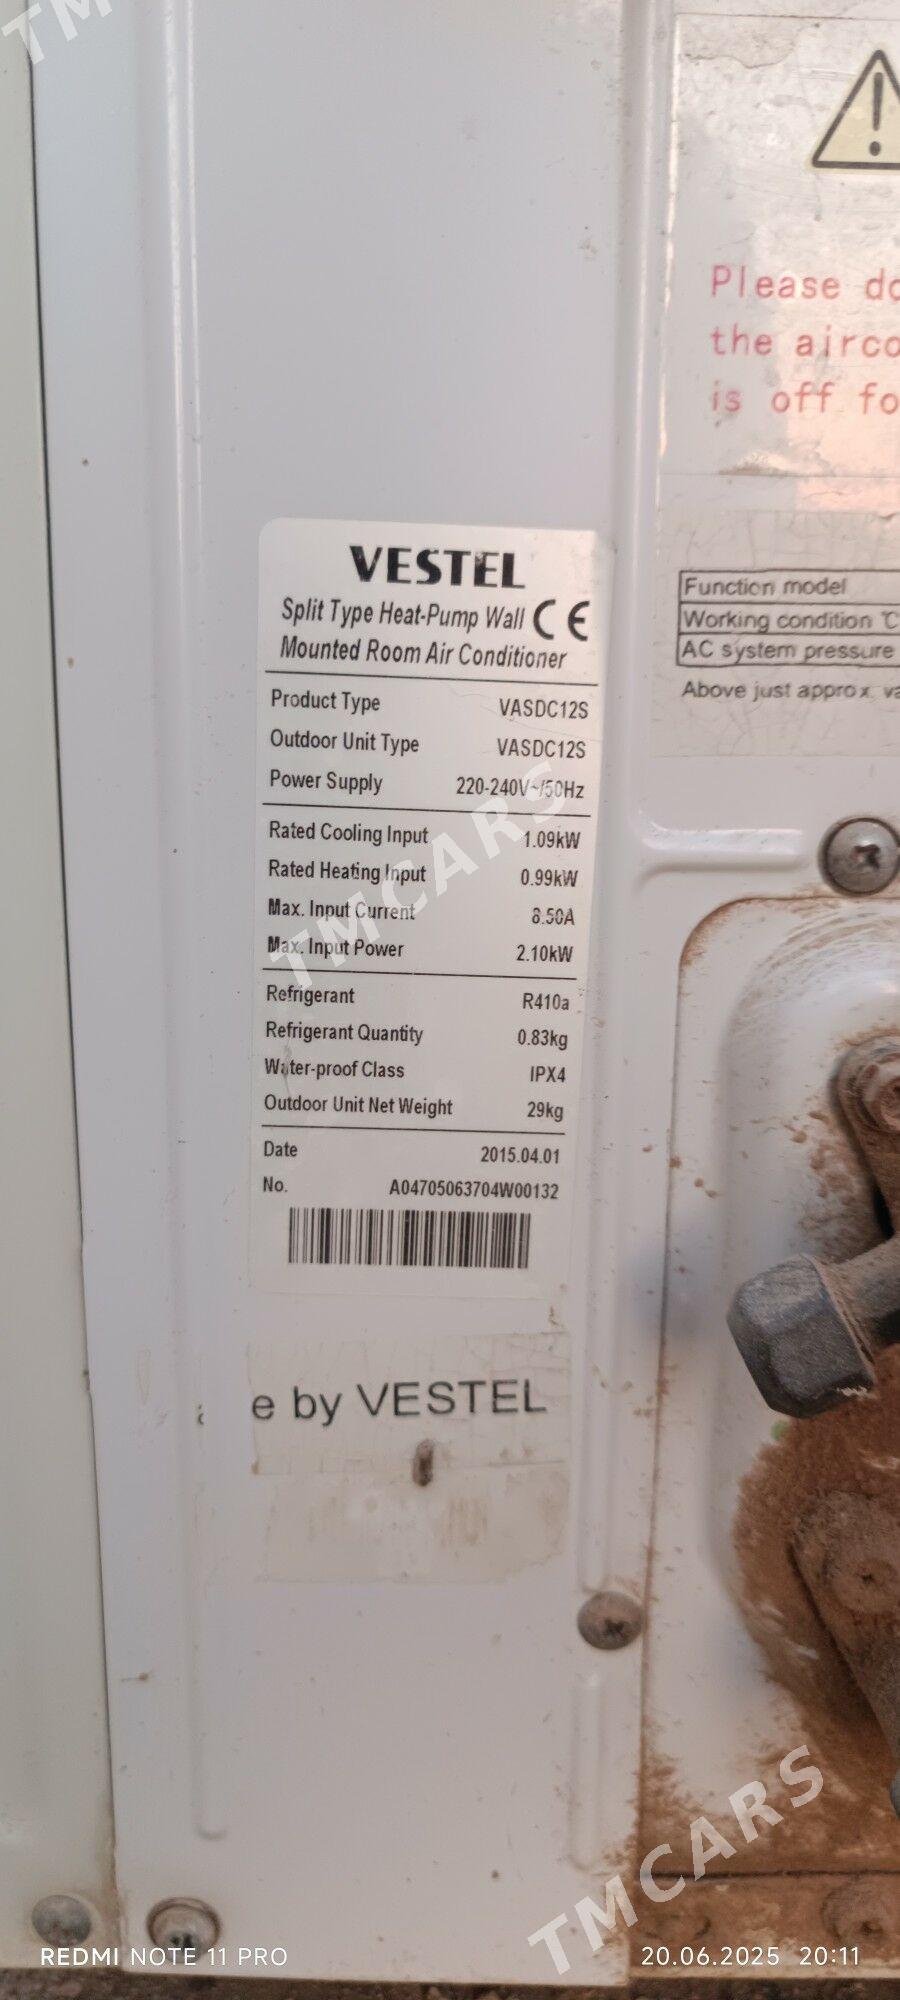 TM
Please do
the airco
is off fo
VESTEL
Split Type Heat-Pump Wall CE
Mounted Room Air Conditioner
Product Type VASDC12S
Outdoor Unit Type VASDC12S
Power Supply 220-240V~/50Hz
Rated Cooling Input 1.09kW
Rated Heating Input 0.99kW
Max. Input Current 8.50A
Max. Input Power 2.10kW
Refrigerant R410a
Refrigerant Quantity 0.83kg
Water-proof Class IPX4
Outdoor Unit Net Weight 29kg
Date 2015.04.01
No. A04705063704W00132
Function model
Working condition °C
AC system pressure
Above just approx. va
TMCARS
e by VESTEL
TMCARS
REDMI NOTE 11 PRO
20.06.2025 20:11